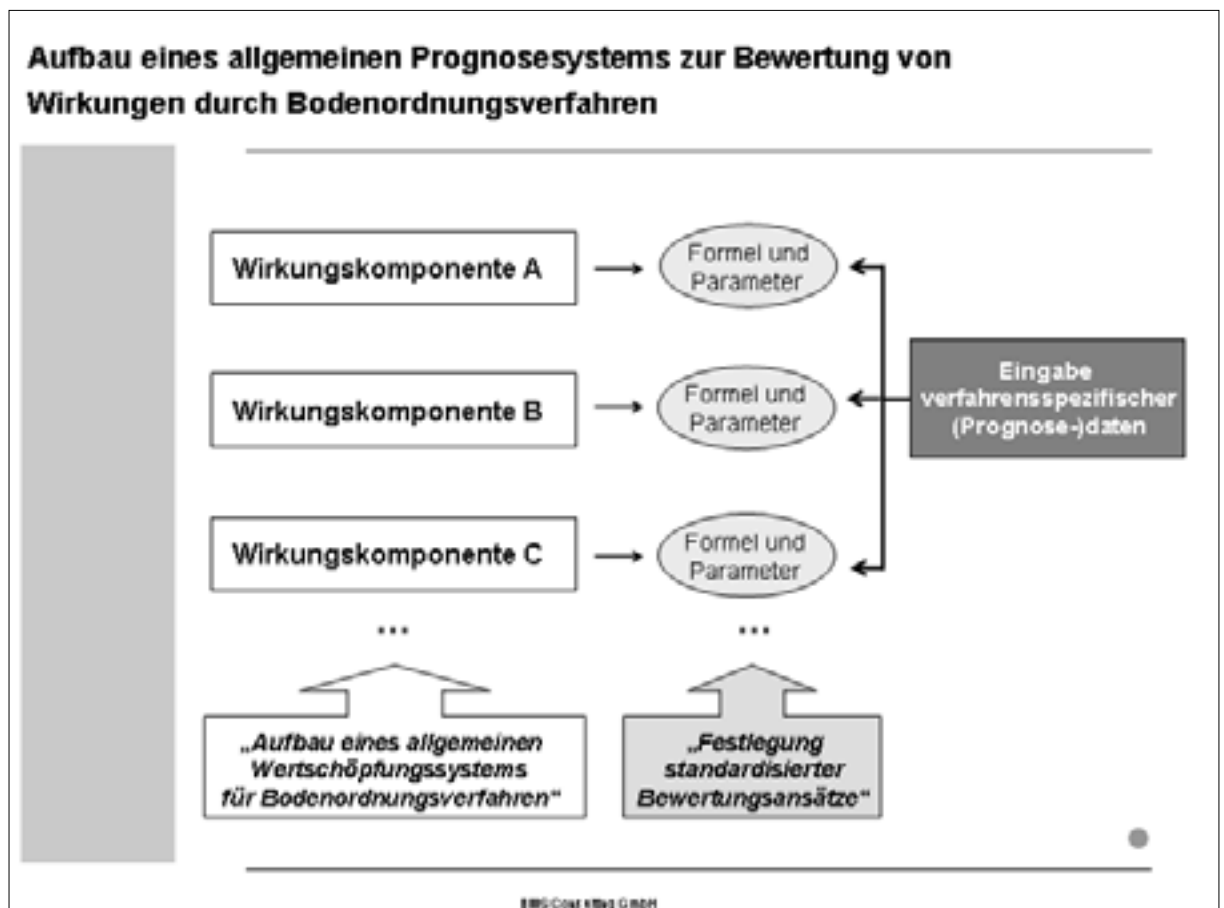 Aufbau eines allgemeinen Prognosesystems zur Bewertung von
Wirkungen durch Bodenordnungsverfahren
Wirkungskomponente A
Formel und
Parameter
Wirkungskomponente B
Formel und
Parameter
Eingabe
verfahrensspezifischer
(Prognose-)daten
Wirkungskomponente C
Formel und
Parameter
...
...
„Aufbau eines allgemeinen
Wertschöpfungssystems
für Bodenordnungsverfahren“
„Festlegung
standardisierter
Bewertungsansätze“
GmbH